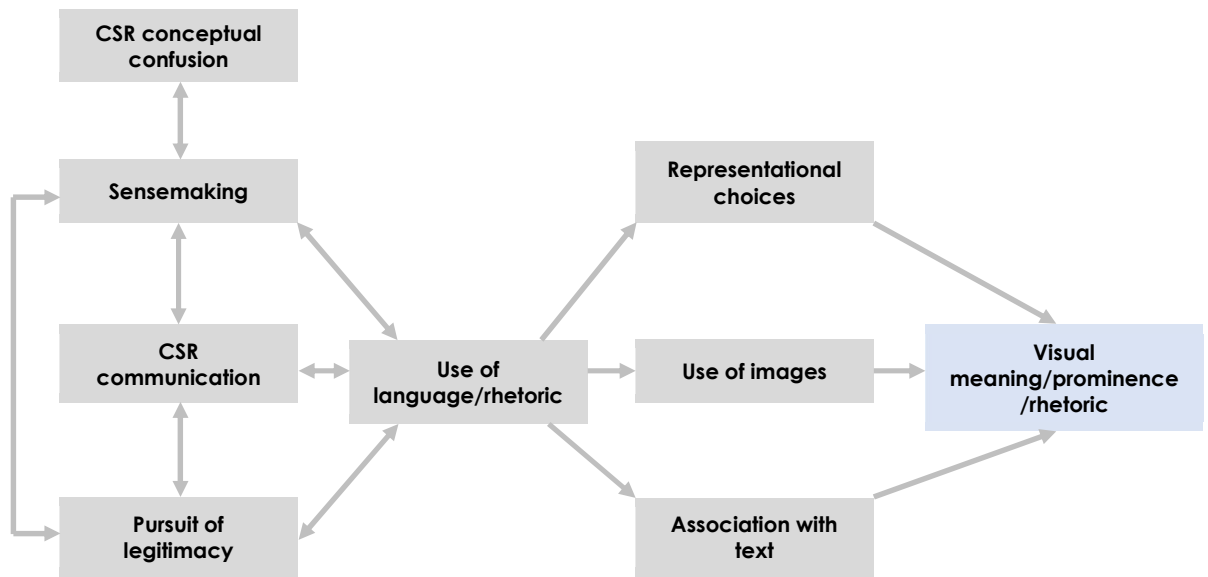 CSR conceptual
confusion
Sensemaking
Representational
choices
CSR
communication
Use of
language/rhetoric
Use of images
Visual
meaning/prominence
/rhetoric
Pursuit of
legitimacy
Association with
text